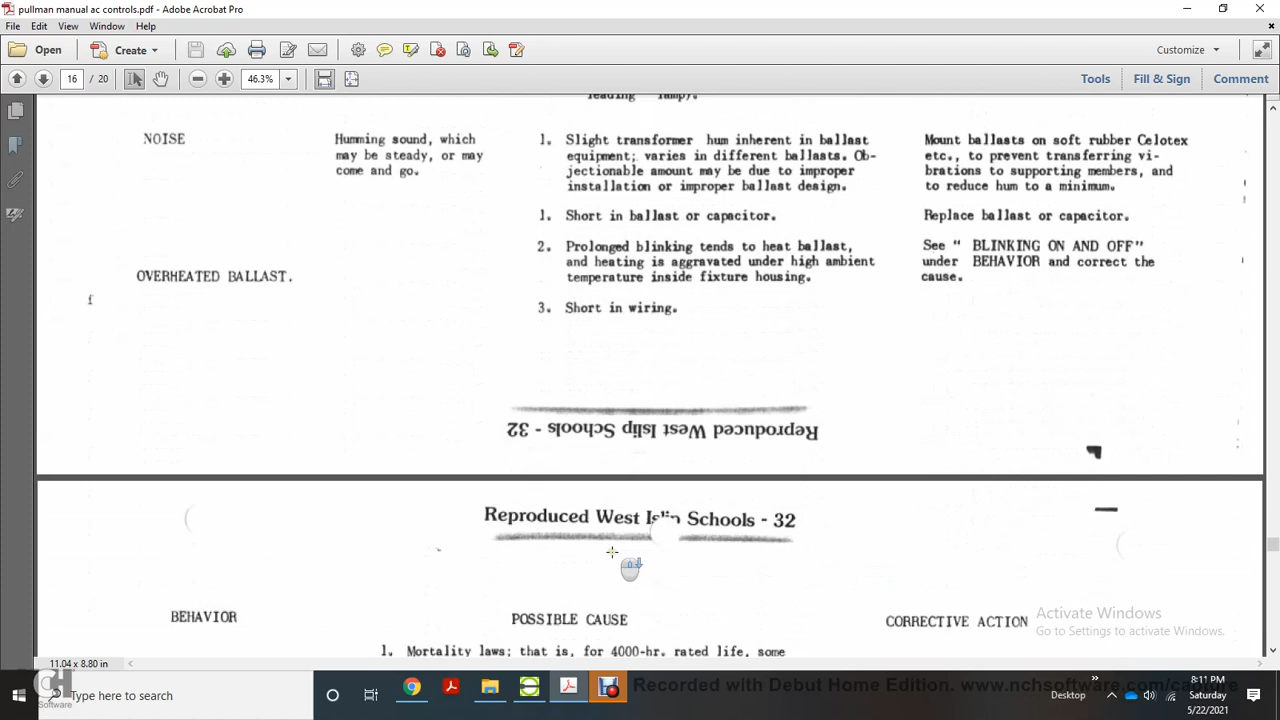 pullman manual ac controls.pdf - Adobe Acrobat Pro
File Edit View Window Help
Open Create Customize
16 / 20 46.3% Tools Fill & Sign Comment
leading lamp).
NOISE
Humming sound, which
may be steady, or may
come and go.
1. Slight transformer hum inherent in ballast
equipment; varies in different ballasts. Ob-
jectionable amount may be due to improper
installation or improper ballast design.
Mount ballasts on soft rubber Celotex
etc., to prevent transferring vi-
brations to supporting members, and
to reduce hum to a minimum.
OVERHEATED BALLAST.
1. Short in ballast or capacitor.
Replace ballast or capacitor.
2. Prolonged blinking tends to heat ballast,
and heating is aggravated under high ambient
temperature inside fixture housing.
See " BLINKING ON AND OFF"
under BEHAVIOR and correct the
cause.
3. Short in wiring.
f
Reproduced West Islip Schools - 32
Reproduced West Schools - 32
BEHAVIOR POSSIBLE CAUSE CORRECTIVE ACTION
1. Mortality laws; that is, for 4000-hr. rated life, some
Activate Windows
Go to Settings to activate Windows.
11.04 x 8.80 in
CH
Software
Type here to search
Recorded with Debut Home Edition. www.nchsoftware.com/capture
Desktop
8:11 PM
Saturday
5/22/2021